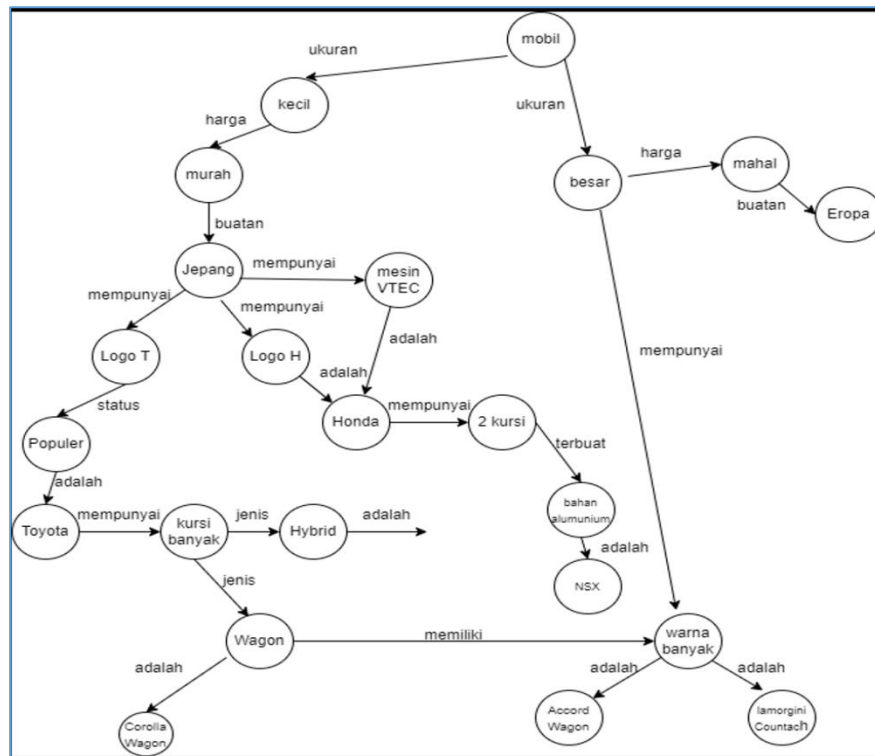 mobil
ukuran
kecil
ukuran
harga
murah
besar
harga
mahal
buatan
Eropa
buatan
Jepang
mempunyai
mesin
VTEC
mempunyai
mempunyai
adalah
mempunyai
Logo T
Logo H
adalah
status
Honda
mempunyai
2 kursi
Populer
terbuat
adalah
bahan
alumunium
Toyota
mempunyai
kursi
banyak
jenis
Hybrid
adalah
adalah
NSX
jenis
Wagon
memiliki
warna
banyak
adalah
adalah
adalah
Corolla
Wagon
Accord
Wagon
lamorgini
Countach